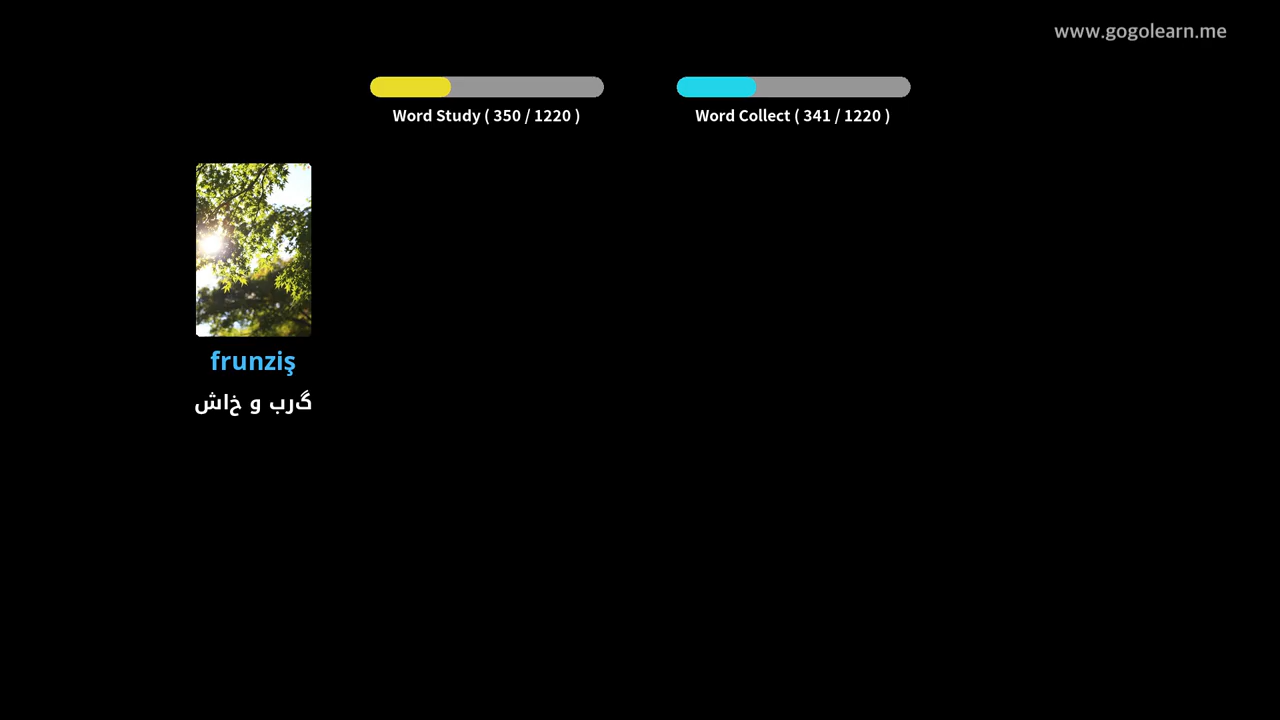 www.gogolearn.me
Word Study ( 350 / 1220 )
Word Collect ( 341 / 1220 )
frunziş
گرب و خاش